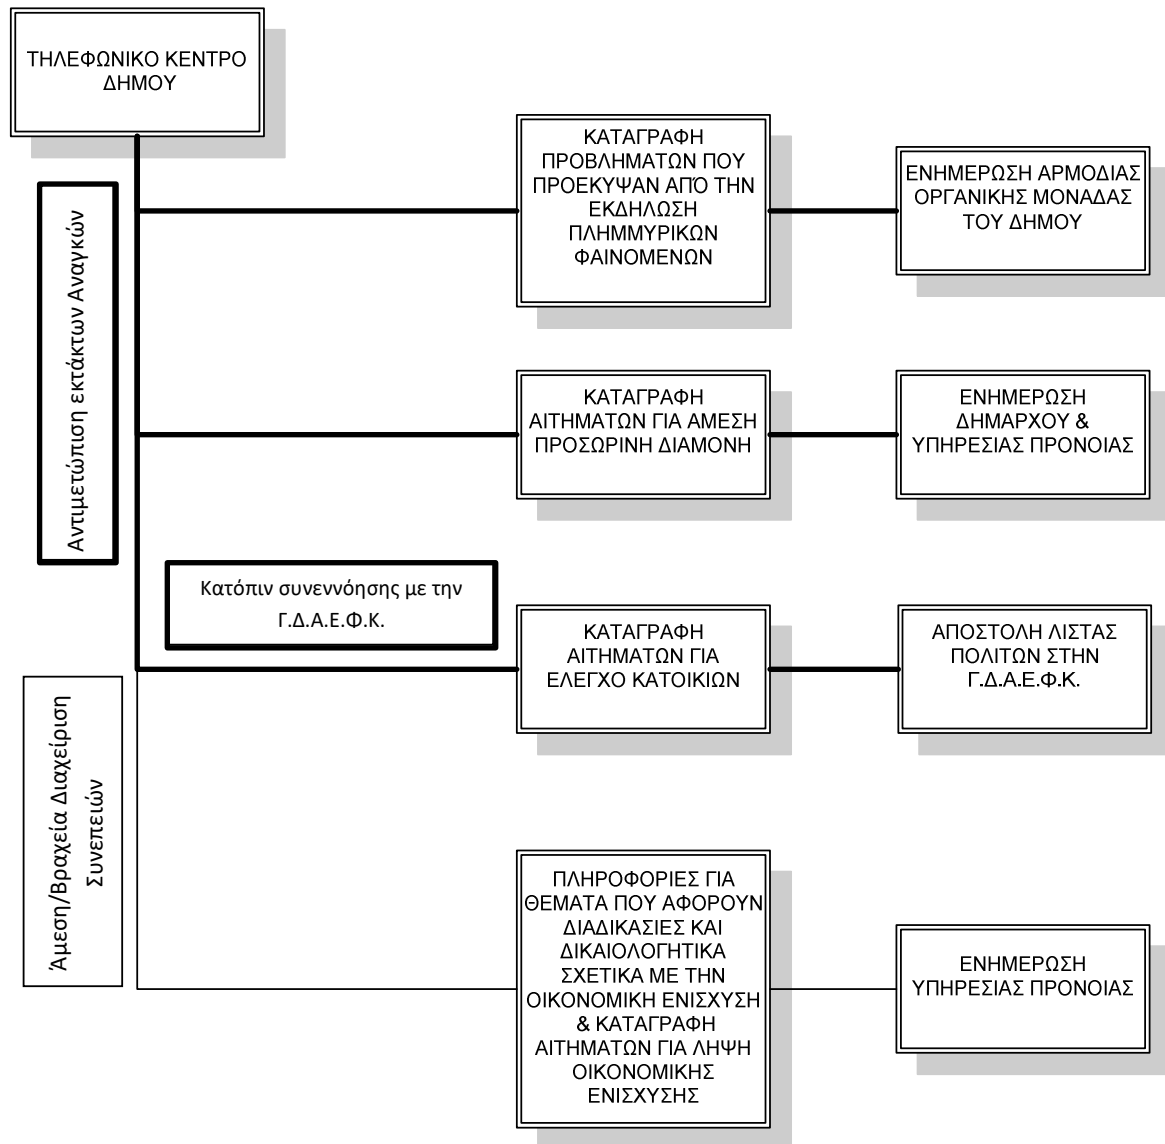 ΤΗΛΕΦΩΝΙΚΟ ΚΕΝΤΡΟ
ΔΗΜΟΥ
ΚΑΤΑΓΡΑΦΗ
ΠΡΟΒΛΗΜΑΤΩΝ ΠΟΥ
ΠΡΟΕΚΥΨΑΝ ΑΠΌ ΤΗΝ
ΕΚΔΗΛΩΣΗ
ΠΛΗΜΜΥΡΙΚΩΝ
ΦΑΙΝΟΜΕΝΩΝ
ΕΝΗΜΕΡΩΣΗ ΑΡΜΟΔΙΑΣ
ΟΡΓΑΝΙΚΗΣ ΜΟΝΑΔΑΣ
ΤΟΥ ΔΗΜΟΥ
Αντιμετώπιση εκτάκτων Αναγκών
ΚΑΤΑΓΡΑΦΗ
ΑΙΤΗΜΑΤΩΝ ΓΙΑ ΑΜΕΣΗ
ΠΡΟΣΩΡΙΝΗ ΔΙΑΜΟΝΗ
ΕΝΗΜΕΡΩΣΗ
ΔΗΜΑΡΧΟΥ &
ΥΠΗΡΕΣΙΑΣ ΠΡΟΝΟΙΑΣ
Κατόπιν συνεννόησης με την
Γ.Δ.Α.Ε.Φ.Κ.
ΚΑΤΑΓΡΑΦΗ
ΑΙΤΗΜΑΤΩΝ ΓΙΑ
ΕΛΕΓΧΟ ΚΑΤΟΙΚΙΩΝ
ΑΠΟΣΤΟΛΗ ΛΙΣΤΑΣ
ΠΟΛΙΤΩΝ ΣΤΗΝ
Γ.Δ.Α.Ε.Φ.Κ.
Άμεση/Βραχεία Διαχείριση
Συνεπειών
ΠΛΗΡΟΦΟΡΙΕΣ ΓΙΑ
ΘΕΜΑΤΑ ΠΟΥ ΑΦΟΡΟΥΝ
ΔΙΑΔΙΚΑΣΙΕΣ ΚΑΙ
ΔΙΚΑΙΟΛΟΓΗΤΙΚΑ
ΣΧΕΤΙΚΑ ΜΕ ΤΗΝ
ΟΙΚΟΝΟΜΙΚΗ ΕΝΙΣΧΥΣΗ
& ΚΑΤΑΓΡΑΦΗ
ΑΙΤΗΜΑΤΩΝ ΓΙΑ ΛΗΨΗ
ΟΙΚΟΝΟΜΙΚΗΣ
ΕΝΙΣΧΥΣΗΣ
ΕΝΗΜΕΡΩΣΗ
ΥΠΗΡΕΣΙΑΣ ΠΡΟΝΟΙΑΣ